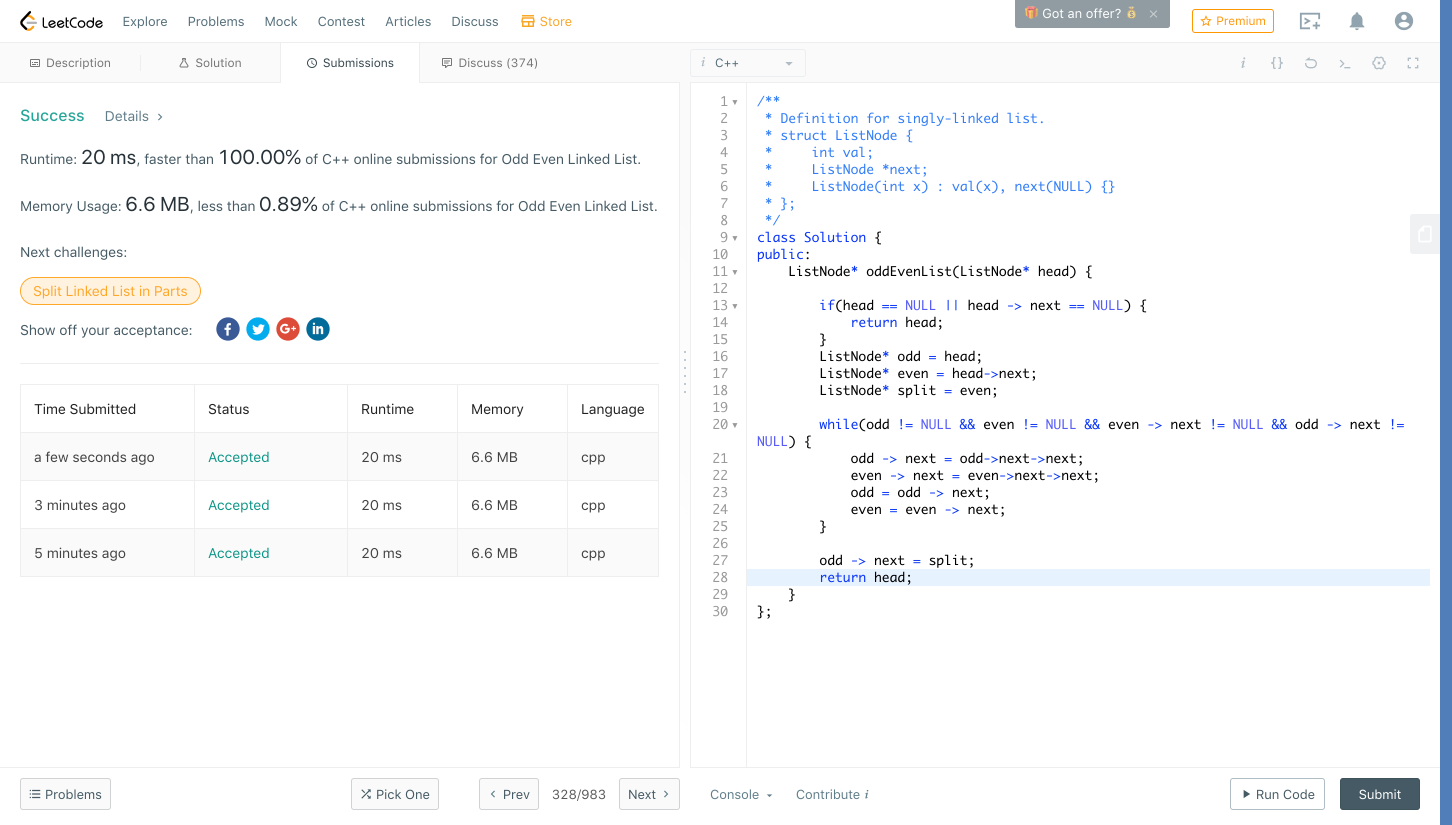 LeetCode Explore Problems Mock Contest Articles Discuss Store Got an offer? × Premium
Description Solution Submissions Discuss (374) i C++ i {}
Success Details >
Runtime: 20 ms, faster than 100.00% of C++ online submissions for Odd Even Linked List.
Memory Usage: 6.6 MB, less than 0.89% of C++ online submissions for Odd Even Linked List.
Next challenges:
Split Linked List in Parts
Show off your acceptance: f G+ in
Time Submitted Status Runtime Memory Language
a few seconds ago Accepted 20 ms 6.6 MB cpp
3 minutes ago Accepted 20 ms 6.6 MB cpp
5 minutes ago Accepted 20 ms 6.6 MB cpp
1 /**
2 * Definition for singly-linked list.
3 * struct ListNode {
4 *     int val;
5 *     ListNode *next;
6 *     ListNode(int x) : val(x), next(NULL) {}
7 * };
8 */
9 class Solution {
10 public:
11     ListNode* oddEvenList(ListNode* head) {
12
13         if(head == NULL || head -> next == NULL) {
14             return head;
15         }
16         ListNode* odd = head;
17         ListNode* even = head->next;
18         ListNode* split = even;
19
20         while(odd != NULL && even != NULL && even -> next != NULL && odd -> next !=
NULL) {
21             odd -> next = odd->next->next;
22             even -> next = even->next->next;
23             odd = odd -> next;
24             even = even -> next;
25         }
26
27         odd -> next = split;
28         return head;
29     }
30 };
Problems Pick One < Prev 328/983 Next > Console Contribute i Run Code Submit